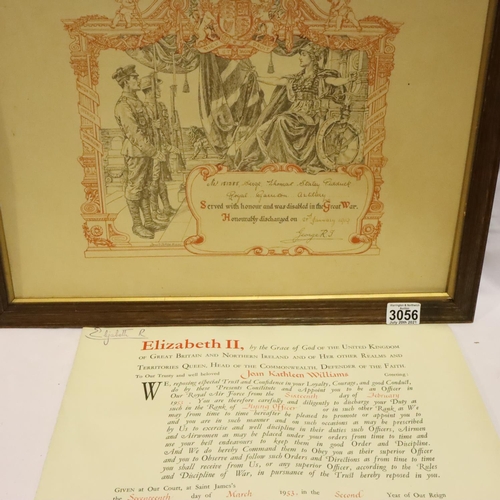 Royal Garrison Artillery
Served with honour and was disabled in the Great War.
Honourably discharged on
George R.I.
3056
Elizabeth R
Elizabeth II, by the Grace of God of the United Kingdom
of Great Britain and Northern Ireland and of Her other Realms and
Territories Queen, Head of the Commonwealth, Defender of the Faith.
To Our Trusty and well beloved Jean Kathleen Williams Greeting:
WE, reposing especial Trust and Confidence in your Loyalty, Courage, and good Conduct,
do by these Presents Constitute and Appoint you to be an Officer in
Our Royal Air Force from the Sixteenth day of February
1953. You are therefore carefully and diligently to discharge your Duty as
such in the Rank of Flying Officer or in such other Rank as We
may from time to time hereafter be pleased to promote or appoint you to
and you are in such manner and on such occasions as may be prescribed
by Us to exercise and well discipline in their duties such Officers, Airmen
and Airwomen as may be placed under your orders from time to time and
use your best endeavours to keep them in good Order and Discipline.
And We do hereby Command them to Obey you as their superior Officer
and you to Observe and follow such Orders and Directions as from time to time
you shall receive from Us, or any superior Officer, according to the Rules
and Discipline of War, in pursuance of the Trust hereby reposed in you.
Given at Our Court, at Saint James's
the Seventeenth day of March 1953. in the Second Year of Our Reign